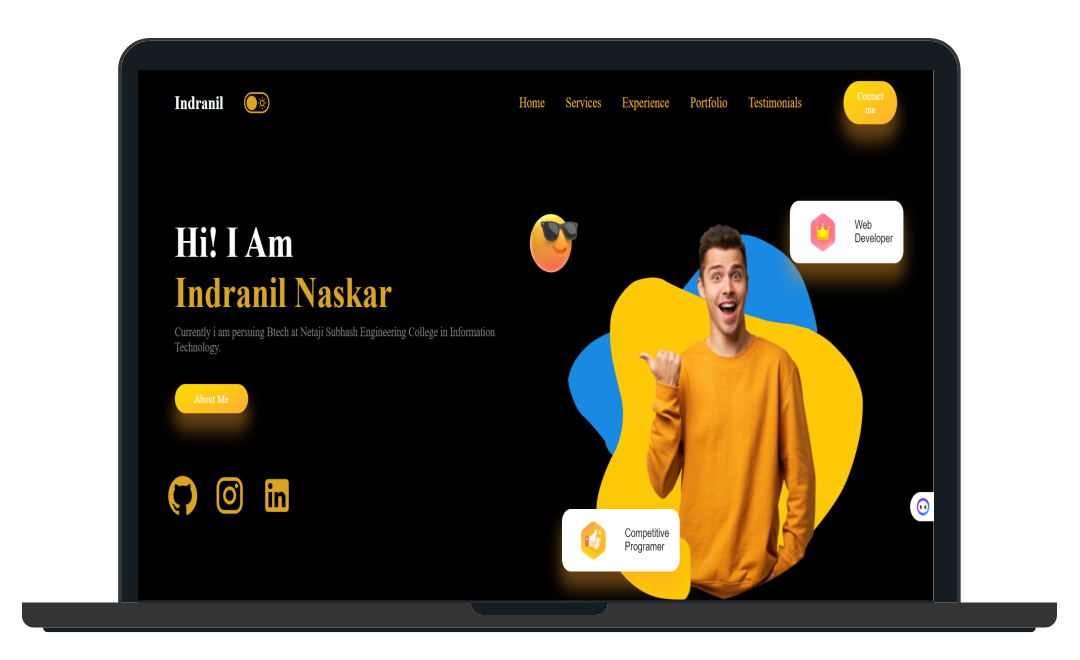 Indranil
Home Services Experience Portfolio Testimonials
Contact
me
Hi! I Am
Indranil Naskar
Currently i am persuing Btech at Netaji Subhash Engineering College in Information
Technology.
About Me
in
Web
Developer
Competitive
Programer